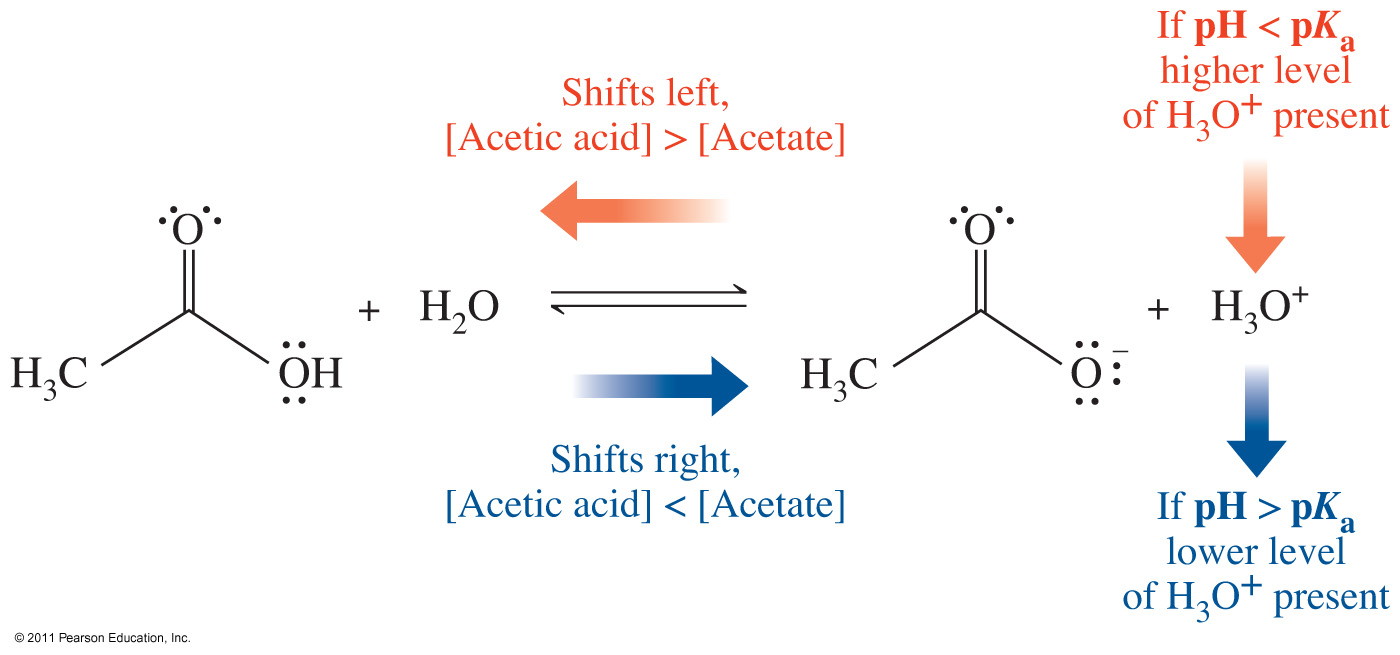 If pH < pKₐ
higher level
of H₃O⁺ present
Shifts left,
[Acetic acid] > [Acetate]
O
H₃C
OH
+
H₂O
O
H₃C
O⁻
+
H₃O⁺
Shifts right,
[Acetic acid] < [Acetate]
If pH > pKₐ
lower level
of H₃O⁺ present
© 2011 Pearson Education, Inc.